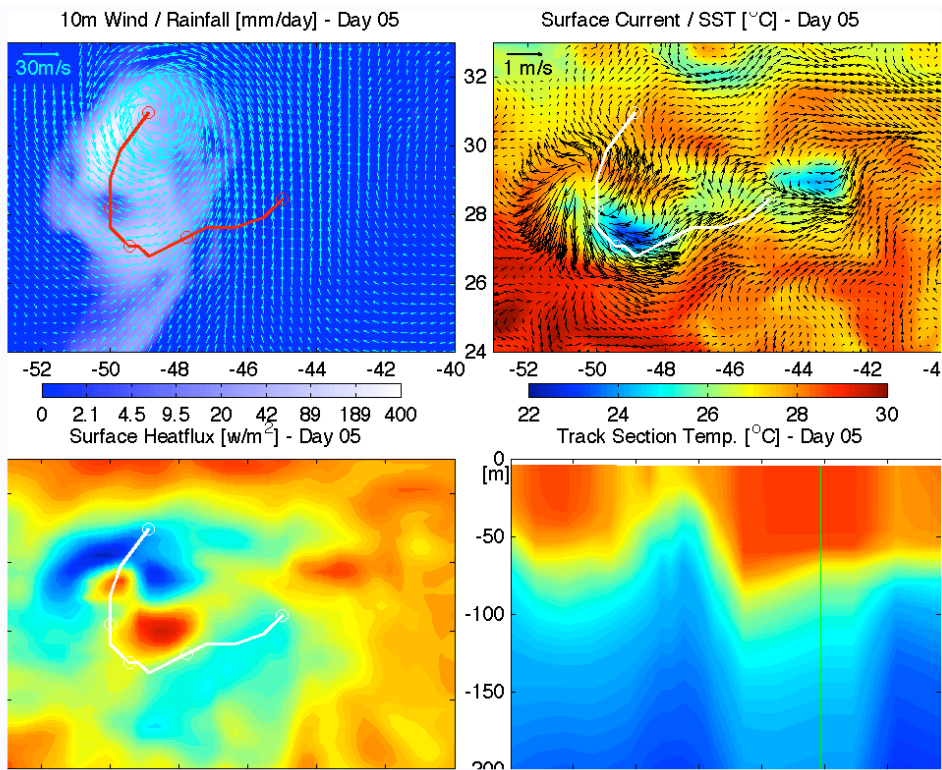 10m Wind / Rainfall [mm/day] - Day 05
Surface Current / SST [°C] - Day 05
30m/s
1 m/s
32
30
28
26
24
-52 -50 -48 -46 -44 -42 -40
-52 -50 -48 -46 -44 -42 -4
0 2.1 4.5 9.5 20 42 89 189 400
22 24 26 28 30
Surface Heatflux [w/m²] - Day 05
Track Section Temp. [°C] - Day 05
0
[m]
-50
-100
-150
-200